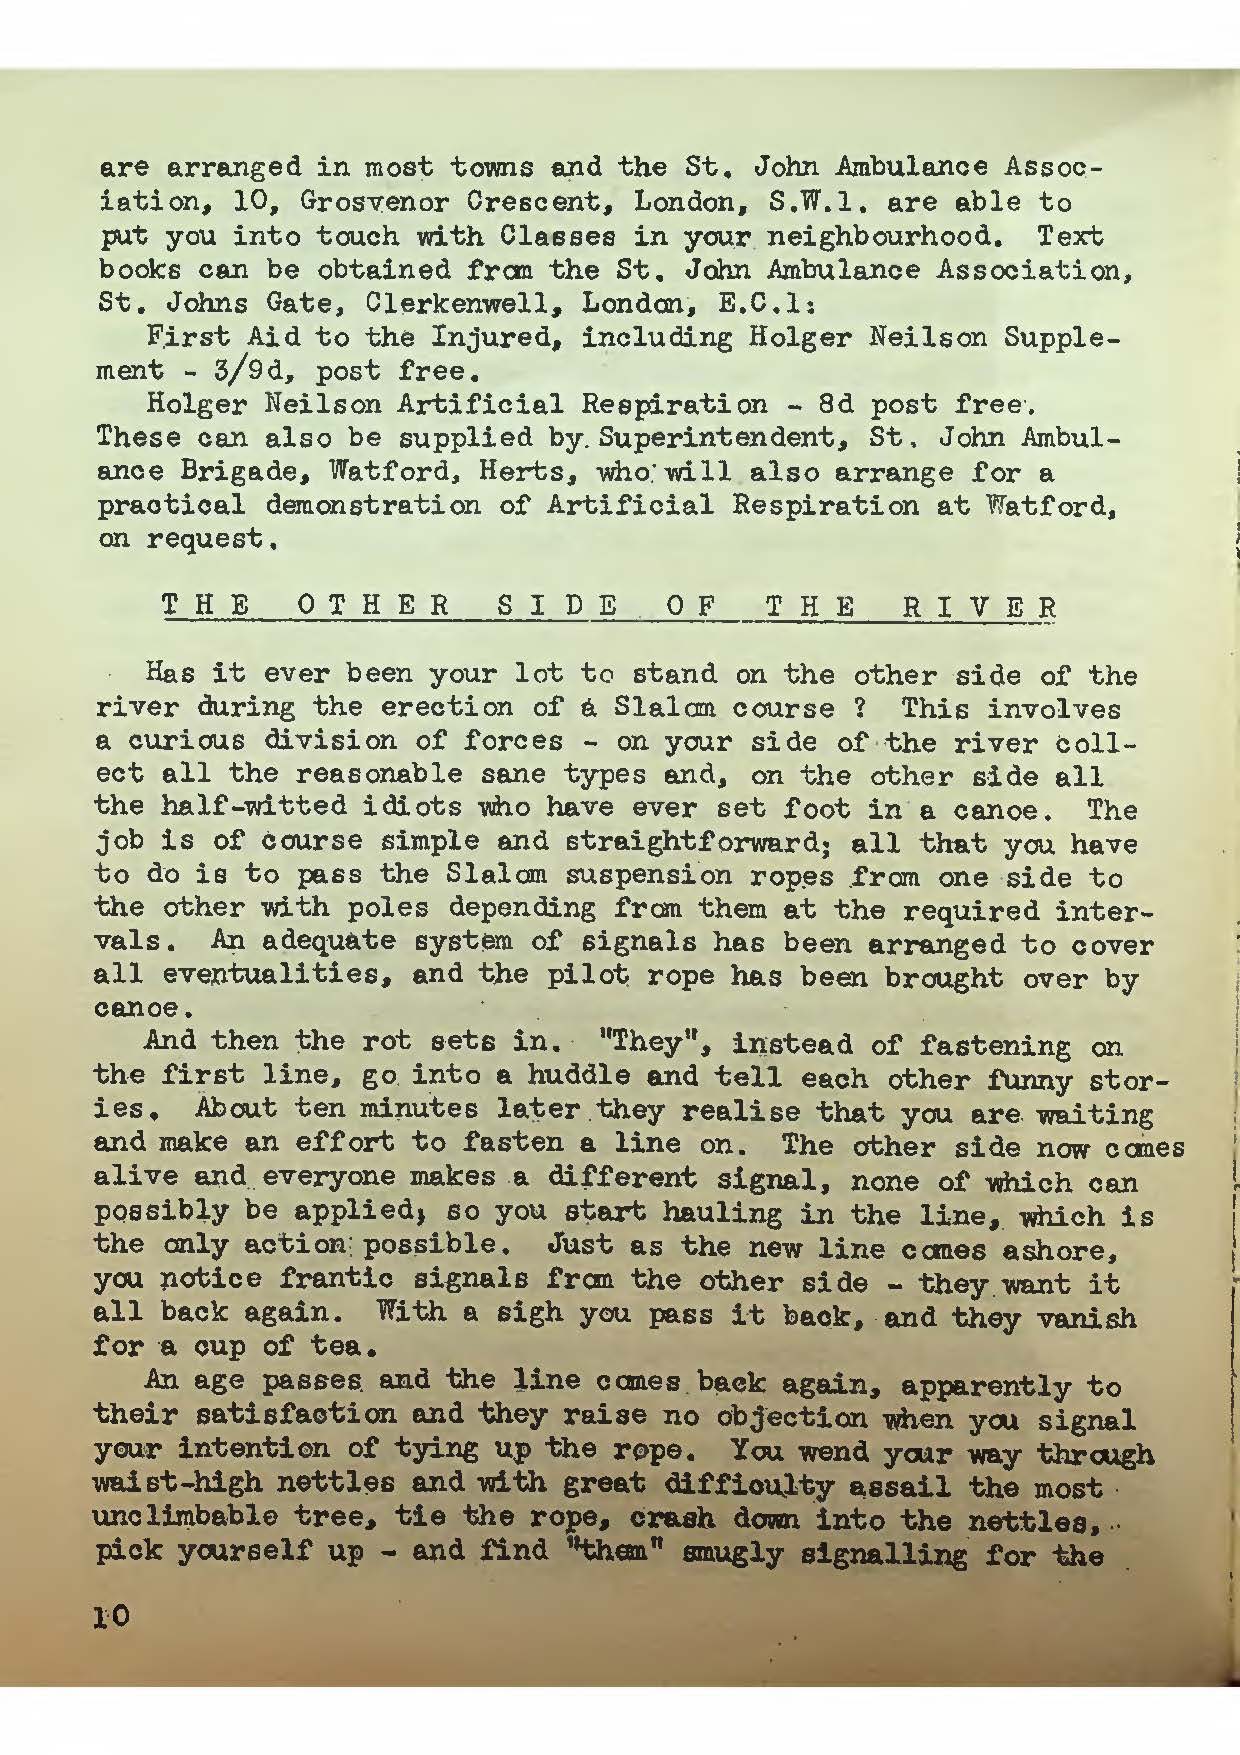 are arranged in most towns and the St. John Ambulance Assoc-
iation, 10, Grosvenor Crescent, London, S.W.1. are able to
put you into touch with Classes in your neighbourhood. Text
books can be obtained from the St. John Ambulance Association,
St. Johns Gate, Clerkenwell, London, E.C.1:
First Aid to the Injured, including Holger Neilson Supple-
ment - 3/9d, post free.
Holger Neilson Artificial Respiration - 8d post free.
These can also be supplied by Superintendent, St. John Ambul-
ance Brigade, Watford, Herts, who will also arrange for a
practical demonstration of Artificial Respiration at Watford,
on request.
THE OTHER SIDE OF THE RIVER
Has it ever been your lot to stand on the other side of the
river during the erection of a Slalom course ? This involves
a curious division of forces - on your side of the river coll-
ect all the reasonable sane types and, on the other side all
the half-witted idiots who have ever set foot in a canoe. The
job is of course simple and straightforward; all that you have
to do is to pass the Slalom suspension ropes from one side to
the other with poles depending from them at the required inter-
vals. An adequate system of signals has been arranged to cover
all eventualities, and the pilot rope has been brought over by
canoe.
And then the rot sets in. "They", instead of fastening on
the first line, go into a huddle and tell each other funny stor-
ies. About ten minutes later they realise that you are waiting
and make an effort to fasten a line on. The other side now comes
alive and everyone makes a different signal, none of which can
possibly be applied; so you start hauling in the line, which is
the only action possible. Just as the new line comes ashore,
you notice frantic signals from the other side - they want it
all back again. With a sigh you pass it back, and they vanish
for a cup of tea.
An age passes and the line comes back again, apparently to
their satisfaction and they raise no objection when you signal
your intention of tying up the rope. You wend your way through
waist-high nettles and with great difficulty assail the most
unclimbable tree, tie the rope, crash down into the nettles,
pick yourself up - and find "them" smugly signalling for the
10